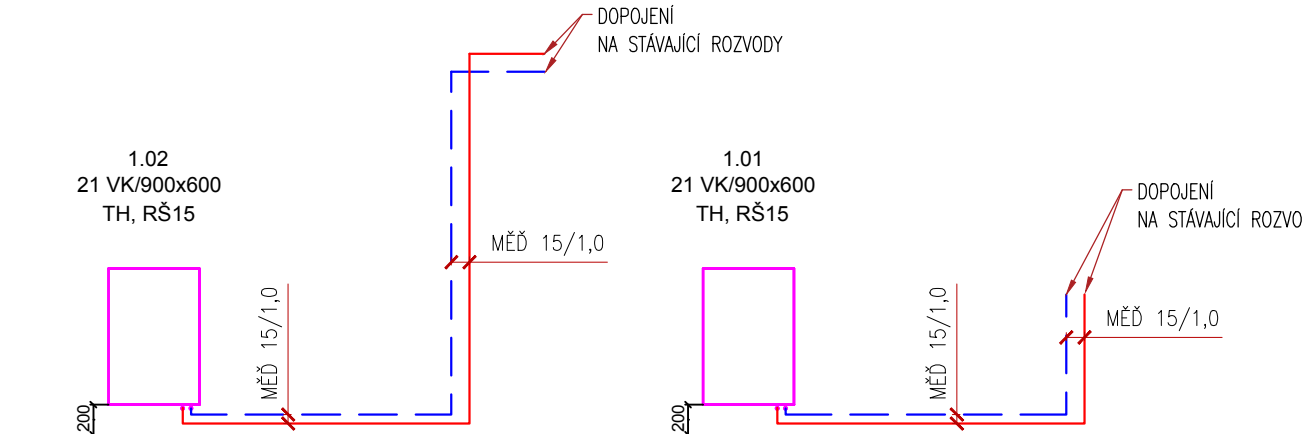 DOPOJENÍ
NA STÁVAJÍCÍ ROZVODY
1.02
21 VK/900x600
TH, RŠ15
MĚĎ 15/1,0
MĚĎ 15/1,0
200
1.01
21 VK/900x600
TH, RŠ15
DOPOJENÍ
NA STÁVAJÍCÍ ROZVO
MĚĎ 15/1,0
MĚĎ 15/1,0
200